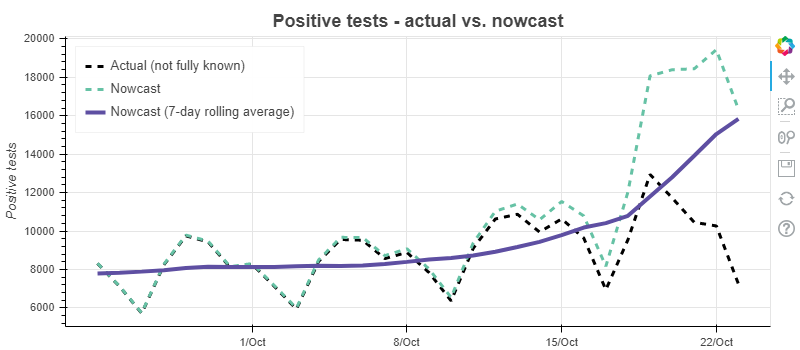 Positive tests - actual vs. nowcast
Actual (not fully known)
Nowcast
Nowcast (7-day rolling average)
Positive tests
20000
18000
16000
14000
12000
10000
8000
6000
1/Oct
8/Oct
15/Oct
22/Oct